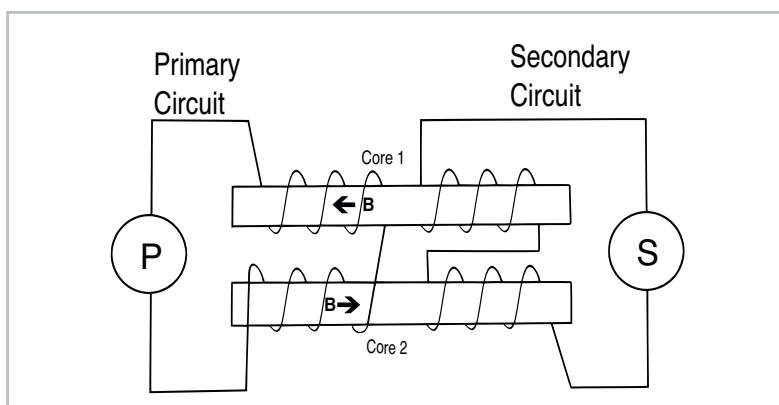 Primary
Circuit
Secondary
Circuit
Core 1
B
P
S
B
Core 2